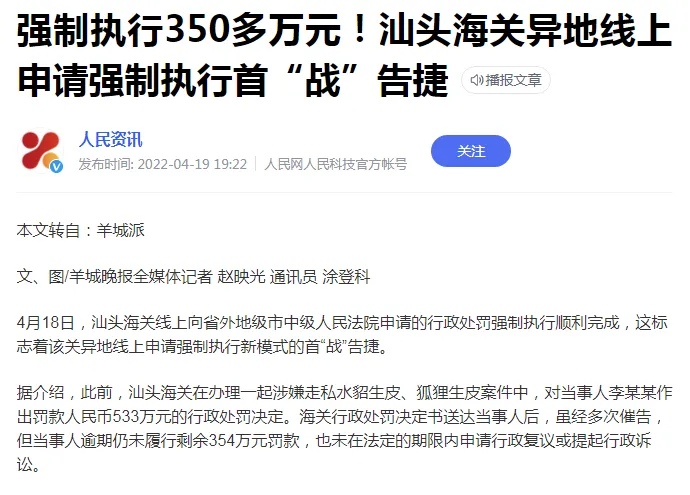 强制执行350多万元！汕头海关异地线上
申请强制执行首“战”告捷 播报文章
人民资讯
发布时间: 2022-04-19 19:22 人民网人民科技官方帐号
关注
本文转自：羊城派
文、图/羊城晚报全媒体记者 赵映光 通讯员 涂登科
4月18日，汕头海关线上向省外地级市中级人民法院申请的行政处罚强制执行顺利完成，这标
志着该关异地线上申请强制执行新模式的首“战”告捷。
据介绍，此前，汕头海关在办理一起涉嫌走私水貂生皮、狐狸生皮案件中，对当事人李某某作
出罚款人民币533万元的行政处罚决定。海关行政处罚决定书送达当事人后，虽经多次催告，
但当事人逾期仍未履行剩余354万元罚款，也未在法定的期限内申请行政复议或提起行政诉
讼。